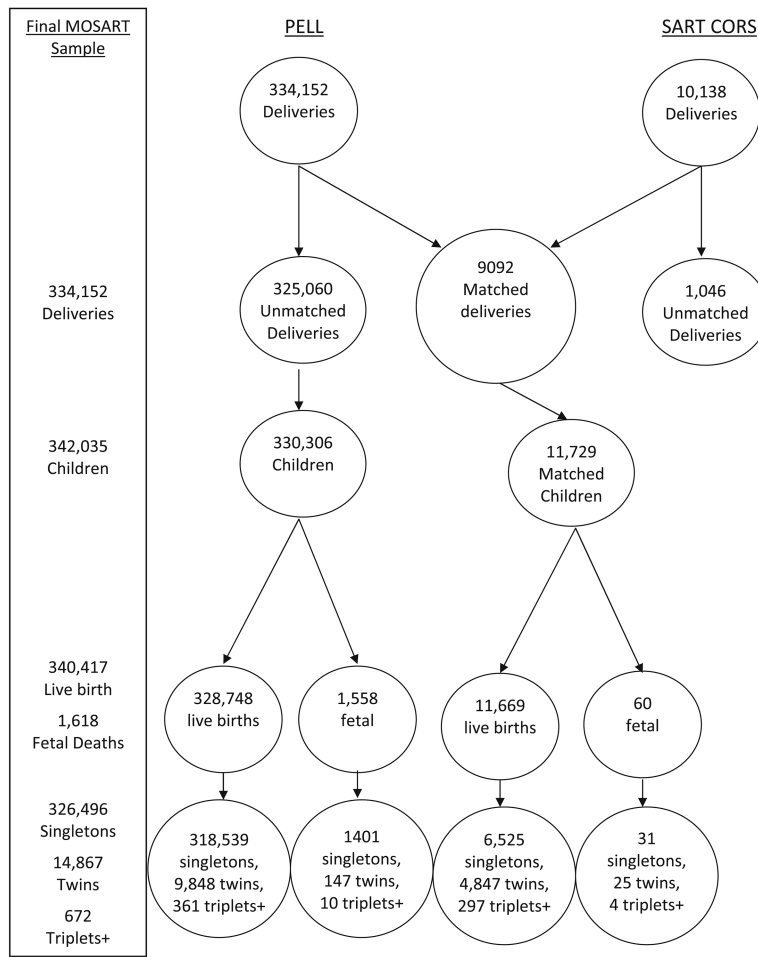 Final MOSART
Sample
PELL
SART CORS
334,152
Deliveries
10,138
Deliveries
334,152
Deliveries
325,060
Unmatched
Deliveries
9092
Matched
deliveries
1,046
Unmatched
Deliveries
342,035
Children
330,306
Children
11,729
Matched
Children
340,417
Live birth
1,618
Fetal Deaths
328,748
live births
1,558
fetal
11,669
live births
60
fetal
326,496
Singletons
14,867
Twins
672
Triplets+
318,539
singletons,
9,848 twins,
361 triplets+
1401
singletons,
147 twins,
10 triplets+
6,525
singletons,
4,847 twins,
297 triplets+
31
singletons,
25 twins,
4 triplets+